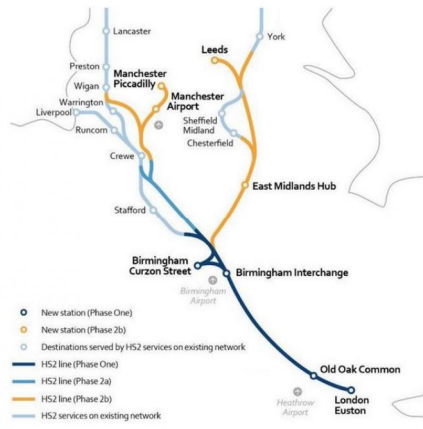 Lancaster
York
Leeds
Preston
Manchester
Piccadilly
Wigan
Manchester
Airport
Warrington
Liverpool
Sheffield
Midland
Runcorn
Chesterfield
Crewe
East Midlands Hub
Stafford
Birmingham
Curzon Street
Birmingham Interchange
Birmingham
Airport
New station (Phase One)
New station (Phase 2b)
Destinations served by HS2 services on existing network
HS2 line (Phase One)
HS2 line (Phase 2a)
HS2 line (Phase 2b)
HS2 services on existing network
Old Oak Common
London
Euston
Heathrow
Airport